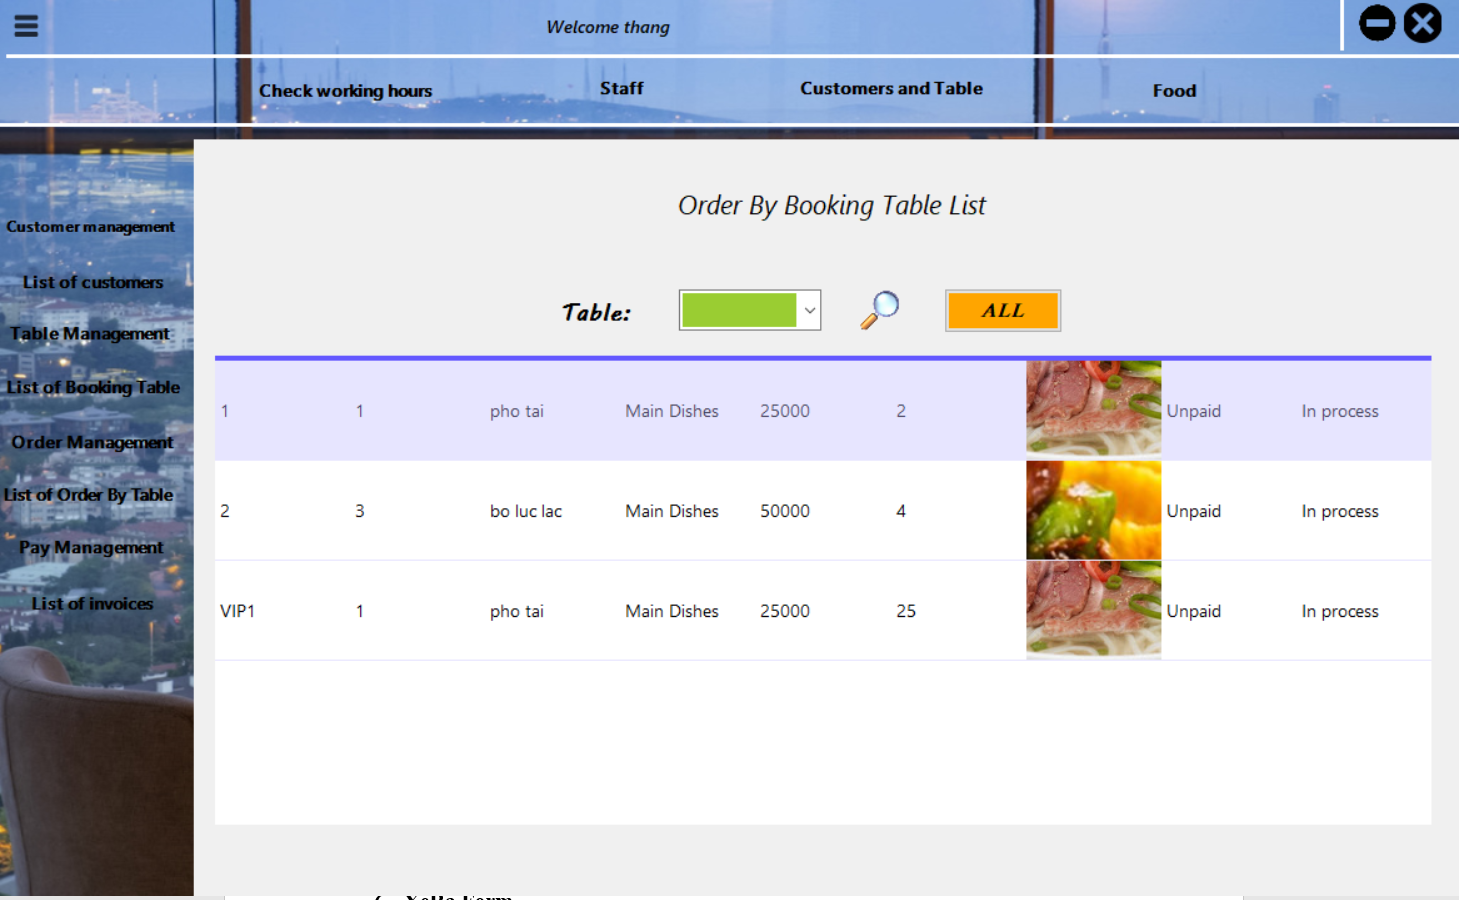 Welcome thang
Check working hours
Staff
Customers and Table
Food
Customer management
List of customers
Table Management
List of Booking Table
Order Management
List of Order By Table
Pay Management
List of invoices
Order By Booking Table List
Table:
ALL
1 1 pho tai Main Dishes 25000 2 Unpaid In process
2 3 bo luc lac Main Dishes 50000 4 Unpaid In process
VIP1 1 pho tai Main Dishes 25000 25 Unpaid In process